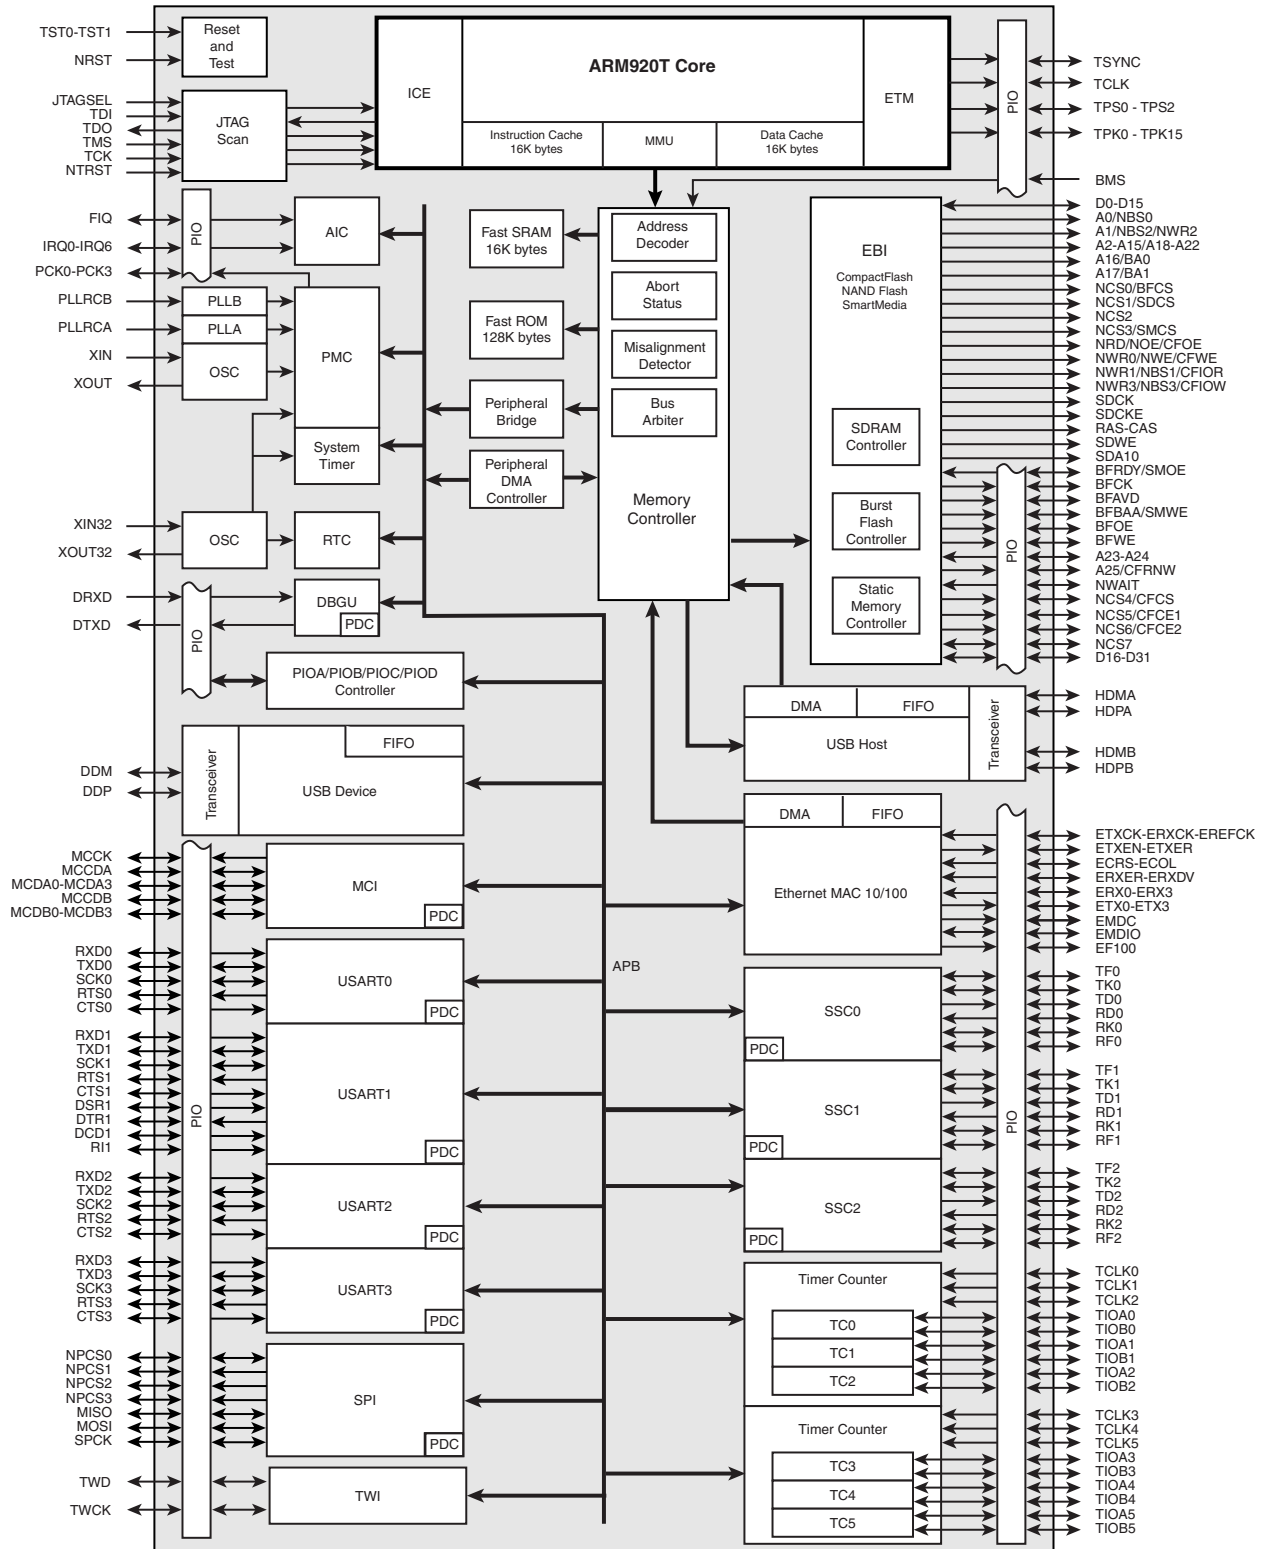 TST0-TST1
NRST
Reset
and
Test
JTAGSEL
TDI
TDO
TMS
TCK
NTRST
JTAG
Scan
ICE
ARM920T Core
Instruction Cache
16K bytes
MMU
Data Cache
16K bytes
ETM
PIO
TSYNC
TCLK
TPS0 - TPS2
TPK0 - TPK15
BMS
FIQ
IRQ0-IRQ6
PCK0-PCK3
PIO
AIC
PLLRCB
PLLRCA
XIN
XOUT
PLLB
PLLA
OSC
PMC
System
Timer
XIN32
XOUT32
OSC
RTC
DRXD
DTXD
PIO
DBGU
PDC
PIOA/PIOB/PIOC/PIOD
Controller
Fast SRAM
16K bytes
Fast ROM
128K bytes
Peripheral
Bridge
Peripheral
DMA
Controller
Address
Decoder
Abort
Status
Misalignment
Detector
Bus
Arbiter
Memory
Controller
EBI
CompactFlash
NAND Flash
SmartMedia
SDRAM
Controller
Burst
Flash
Controller
Static
Memory
Controller
D0-D15
A0/NBS0
A1/NBS2/NWR2
A2-A15/A18-A22
A16/BA0
A17/BA1
NCS0/BFCS
NCS1/SDCS
NCS2
NCS3/SMCS
NRD/NOE/CFOE
NWR0/NWE/CFWE
NWR1/NBS1/CFIOR
NWR3/NBS3/CFIOW
SDCK
SDCKE
RAS-CAS
SDWE
SDA10
BFRDY/SMOE
BFCK
BFAVD
BFBAA/SMWE
BFOE
BFWE
A23-A24
A25/CFRNW
NWAIT
NCS4/CFCS
NCS5/CFCE1
NCS6/CFCE2
NCS7
D16-D31
PIO
DMA
FIFO
USB Host
Transceiver
HDMA
HDPA
HDMB
HDPB
DDM
DDP
Transceiver
FIFO
USB Device
DMA
FIFO
Ethernet MAC 10/100
ETXCK-ERXCK-EREFCK
ETXEN-ETXER
ECRS-ECOL
ERXER-ERXDV
ERX0-ERX3
ETX0-ETX3
EMDC
EMDIO
EF100
MCCK
MCCDA
MCDA0-MCDA3
MCCDB
MCDB0-MCDB3
MCI
PDC
RXD0
TXD0
SCK0
RTS0
CTS0
USART0
PDC
APB
RXD1
TXD1
SCK1
RTS1
CTS1
DSR1
DTR1
DCD1
RI1
PIO
USART1
PDC
RXD2
TXD2
SCK2
RTS2
CTS2
USART2
PDC
RXD3
TXD3
SCK3
RTS3
CTS3
USART3
PDC
NPCS0
NPCS1
NPCS2
NPCS3
MISO
MOSI
SPCK
SPI
PDC
TWD
TWCK
TWI
SSC0
PDC
TF0
TK0
TD0
RD0
RK0
RF0
SSC1
PDC
PIO
TF1
TK1
TD1
RD1
RK1
RF1
SSC2
PDC
TF2
TK2
TD2
RD2
RK2
RF2
Timer Counter
TC0
TC1
TC2
TCLK0
TCLK1
TCLK2
TIOA0
TIOB0
TIOA1
TIOB1
TIOA2
TIOB2
Timer Counter
TC3
TC4
TC5
TCLK3
TCLK4
TCLK5
TIOA3
TIOB3
TIOA4
TIOB4
TIOA5
TIOB5